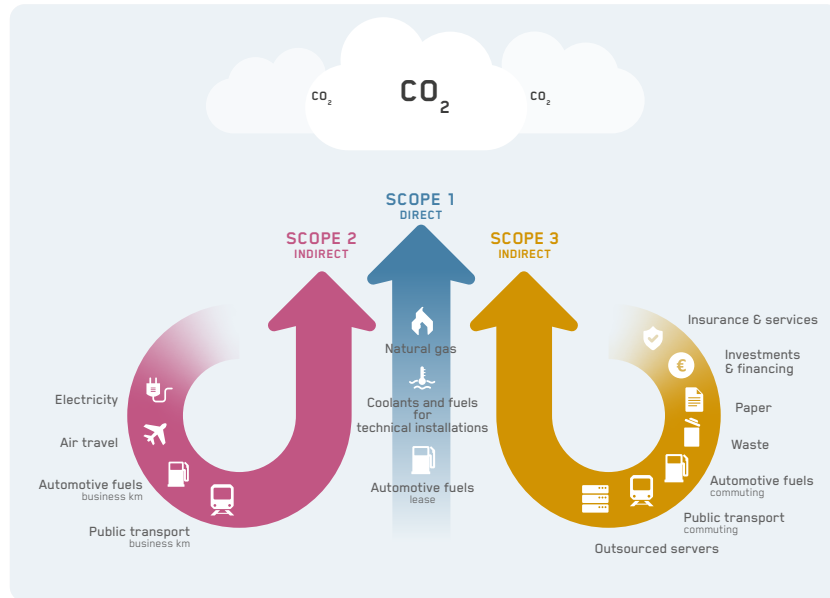 CO2
CO2
CO2
SCOPE 1
DIRECT
SCOPE 2
INDIRECT
SCOPE 3
INDIRECT
Electricity
Air travel
Automotive fuels
business km
Public transport
business km
Natural gas
Coolants and fuels
for
technical installations
Automotive fuels
lease
Insurance & services
€
Investments
& financing
Paper
Waste
Automotive fuels
commuting
Public transport
commuting
Outsourced servers